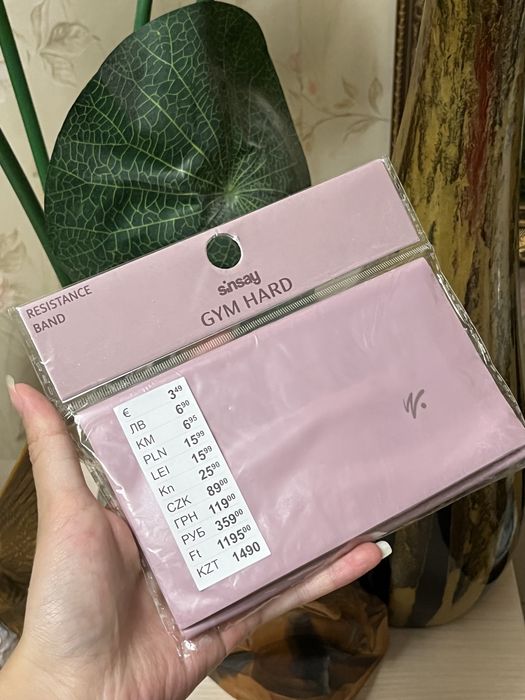 RESISTANCE
BAND
sinsay
GYM HARD
€ 3⁴⁹
ЛВ 6⁹⁰
KM 6⁹⁵
PLN 15⁹⁹
LEI 15⁹⁹
Kn 25⁹⁰
CZK 89⁰⁰
ГРН 119⁰⁰
РУБ 359⁰⁰
Ft 1195⁰⁰
KZT 1490